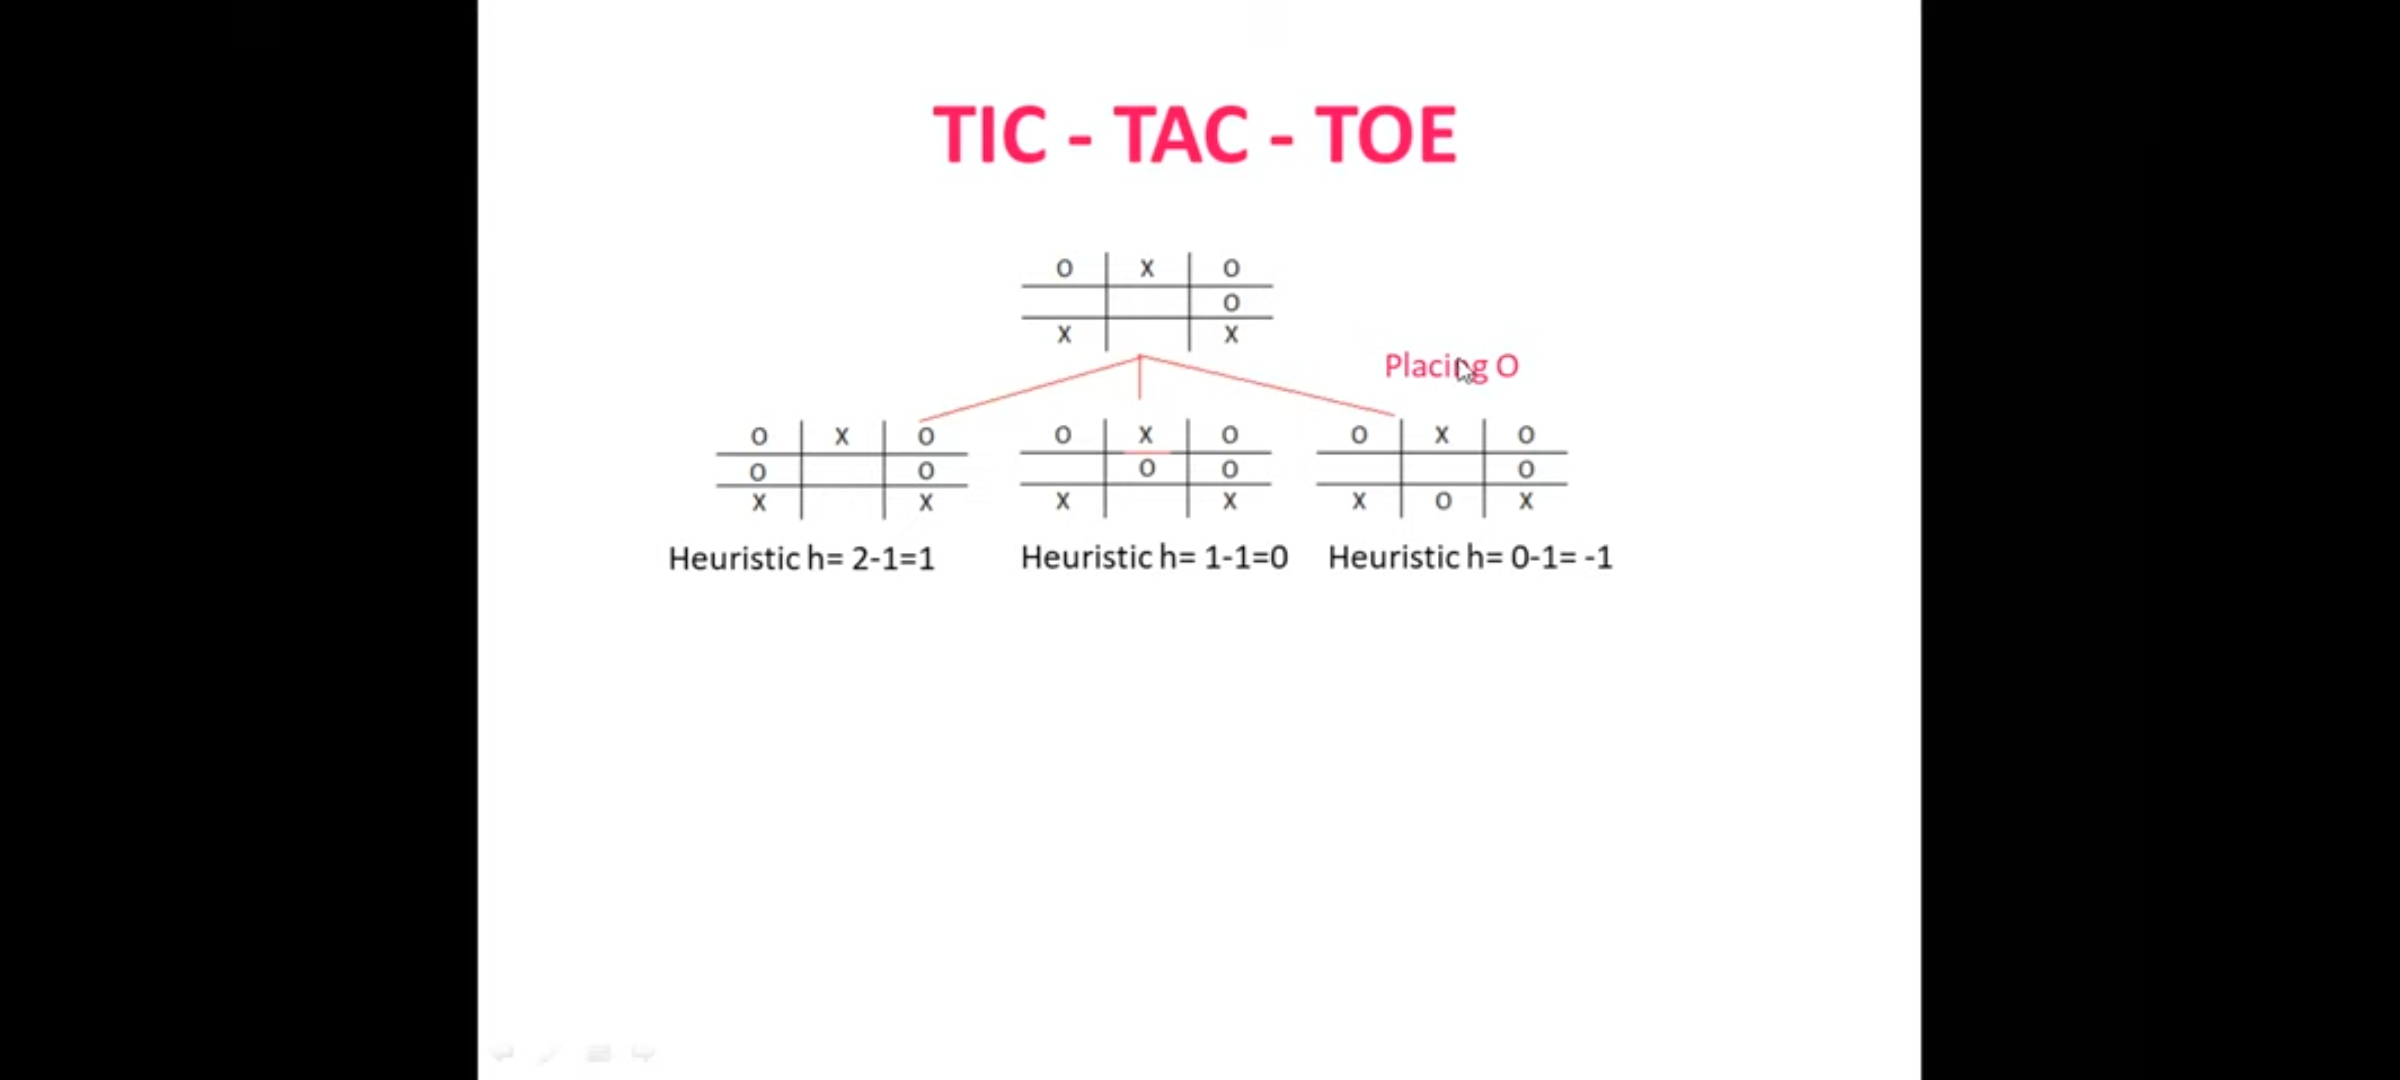 TIC - TAC - TOE
O X O
O
X X
Placing O
O X O
O O
X X
O X O
O O
X X
O X O
O
X O X
Heuristic h= 2-1=1
Heuristic h= 1-1=0
Heuristic h= 0-1= -1